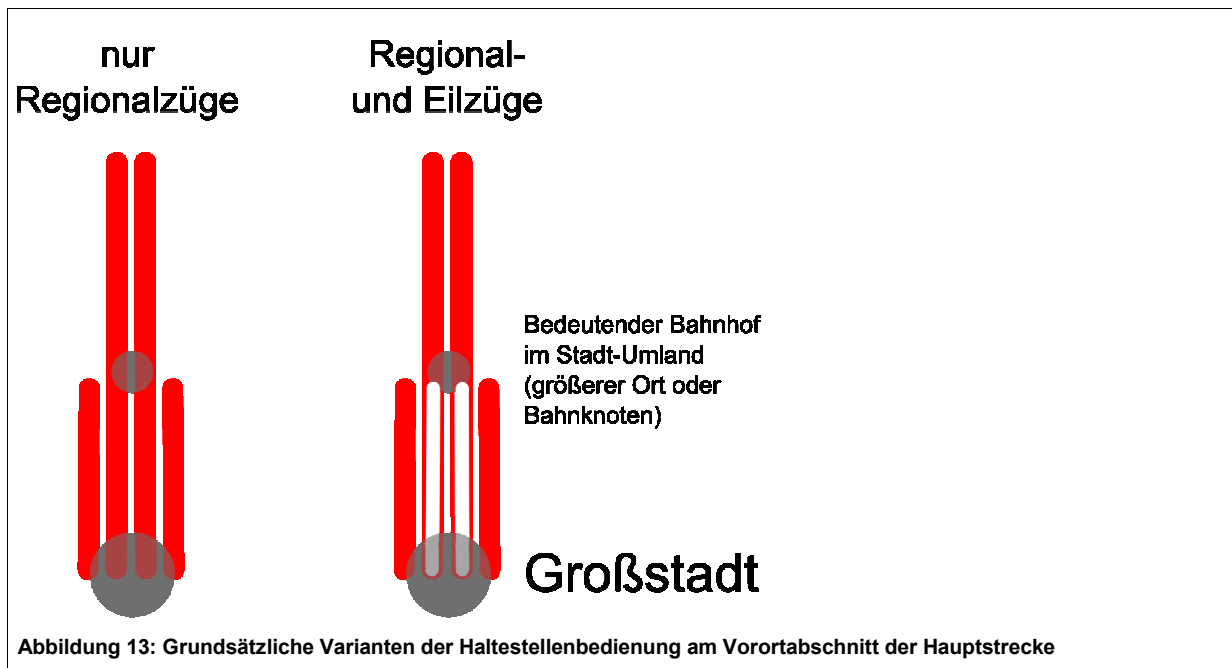 nur
Regionalzüge
Regional-
und Eilzüge
Bedeutender Bahnhof
im Stadt-Umland
(größerer Ort oder
Bahnknoten)
Großstadt
Abbildung 13: Grundsätzliche Varianten der Haltestellenbedienung am Vorortabschnitt der Hauptstrecke